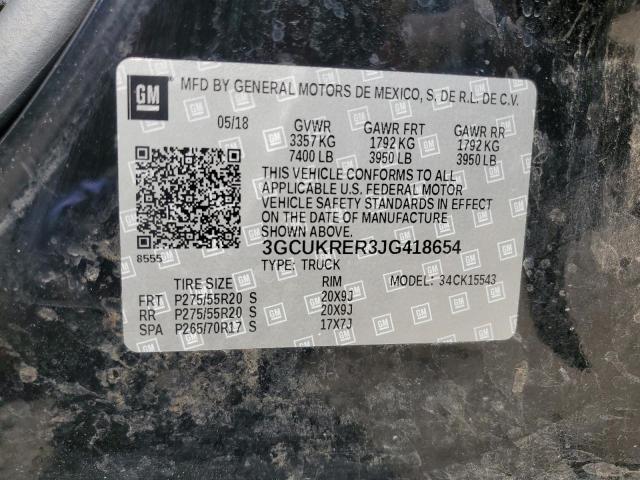 GM MFD BY GENERAL MOTORS DE MEXICO, S, DE R.L. DE C.V.
05/18 GVWR GAWR FRT GAWR RR
3357 KG 1792 KG 1792 KG
7400 LB 3950 LB 3950 LB
THIS VEHICLE CONFORMS TO ALL
APPLICABLE U.S. FEDERAL MOTOR
VEHICLE SAFETY STANDARDS IN EFFECT
ON THE DATE OF MANUFACTURE
SHOWN ABOVE.
8555 3GCUKRER3JG418654
TYPE: TRUCK
TIRE SIZE RIM MODEL: 34CK15543
FRT P275/55R20 S 20X9J
RR P275/55R20 S 20X9J
SPA P265/70R17 S 17X7J